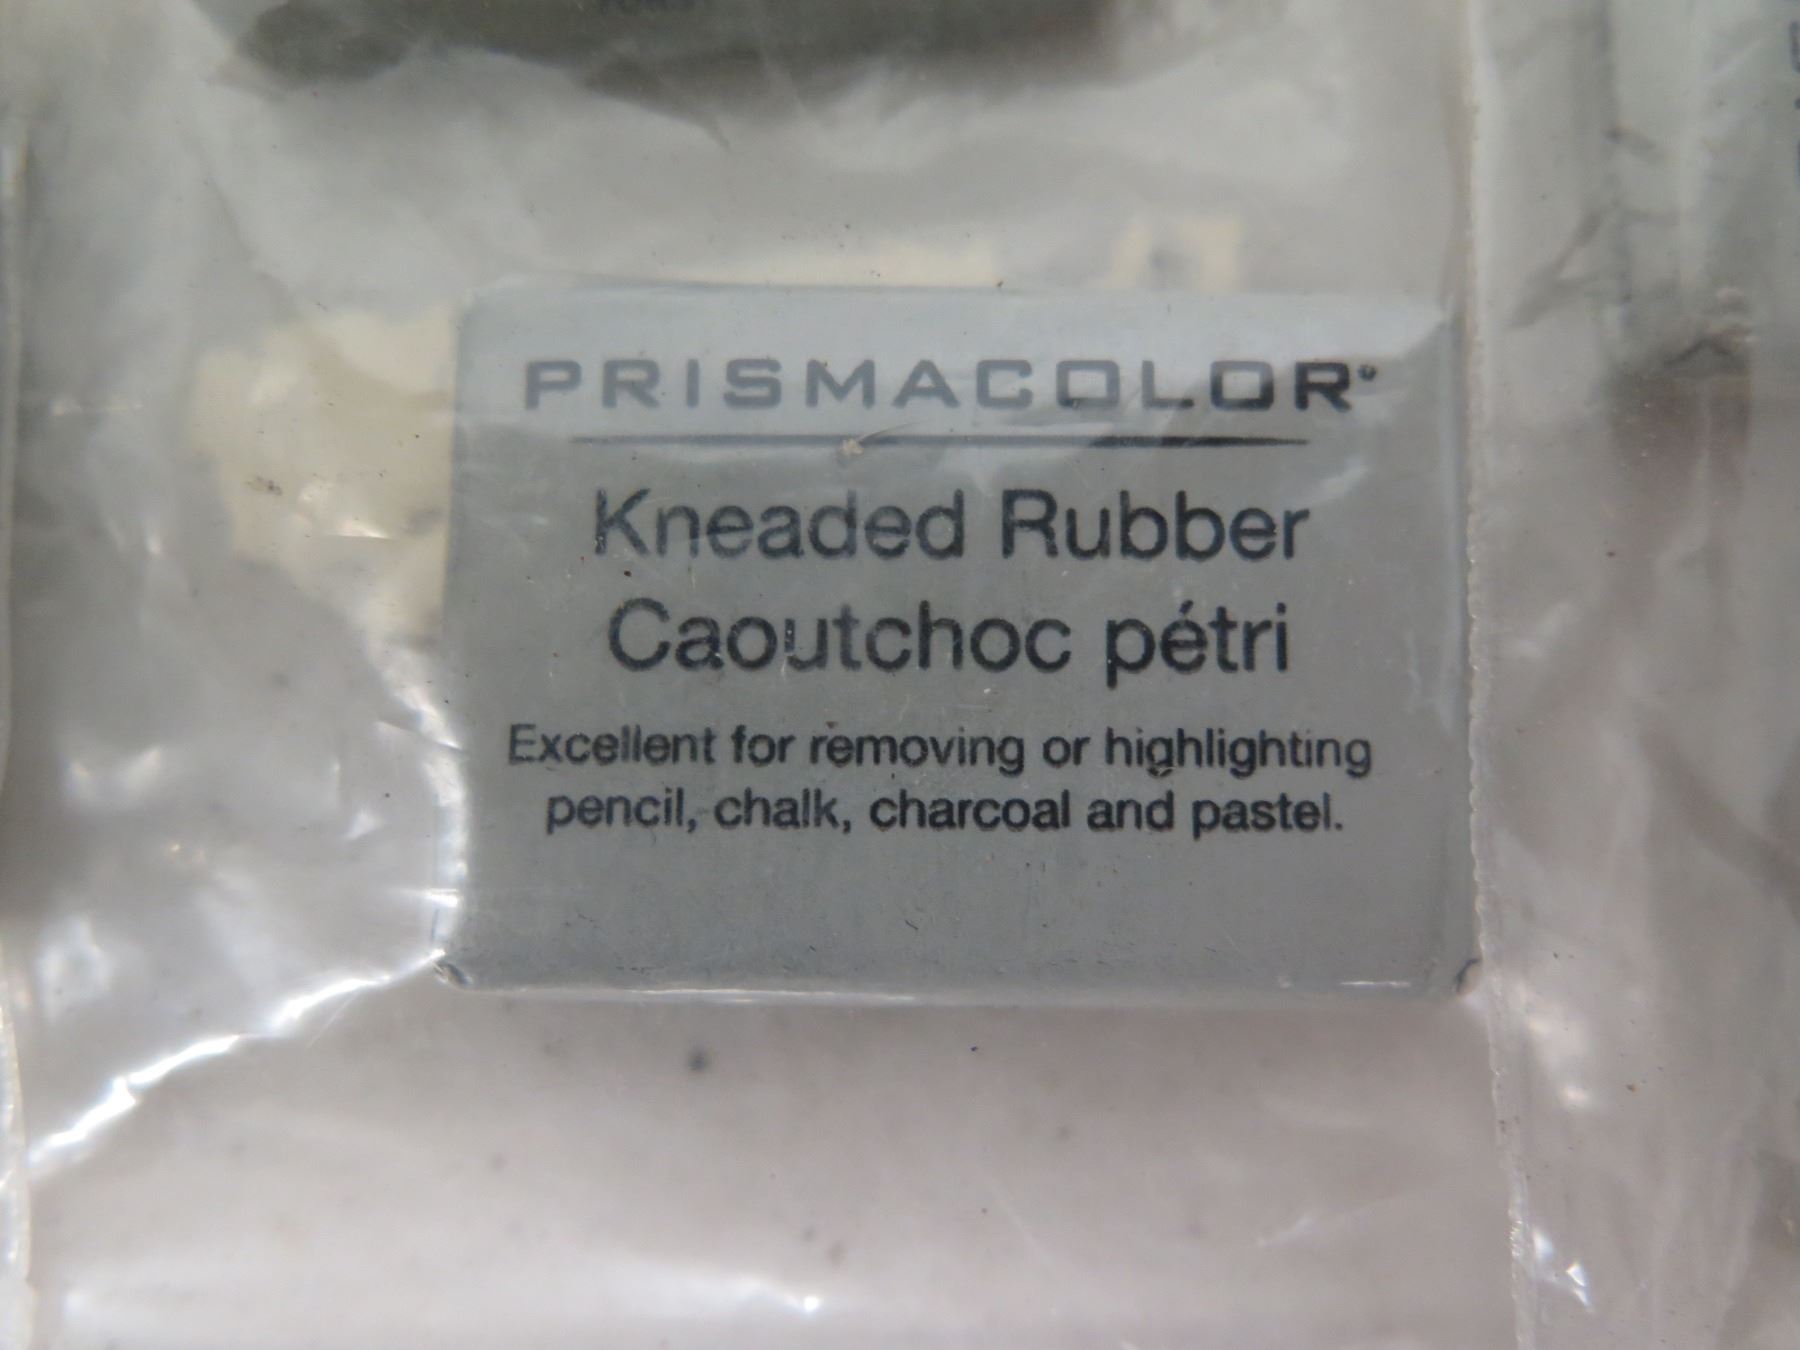 PRISMACOLOR®
Kneaded Rubber
Caoutchoc pétri
Excellent for removing or highlighting
pencil, chalk, charcoal and pastel.